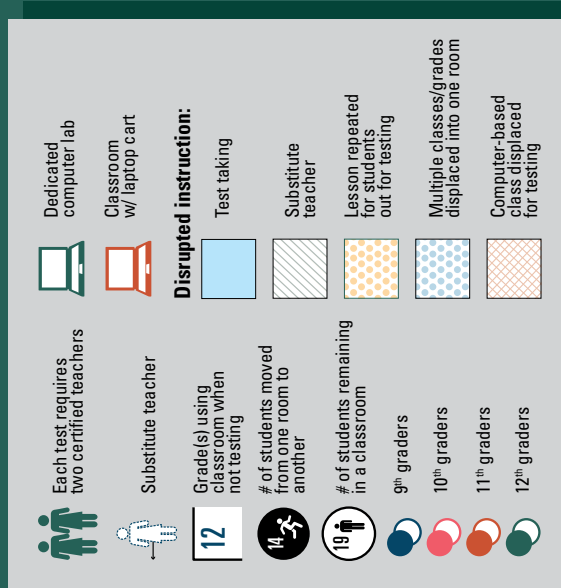 Each test requires
two certified teachers
Substitute teacher
12
Grade(s) using
classroom when
not testing
14
# of students moved
from one room to
another
19
# of students remaining
in a classroom
9th graders
10th graders
11th graders
12th graders
Dedicated
computer lab
Classroom
w/ laptop cart
Disrupted instruction:
Test taking
Substitute
teacher
Lesson repeated
for students
out for testing
Multiple classes/grades
displaced into one room
Computer-based
class displaced
for testing